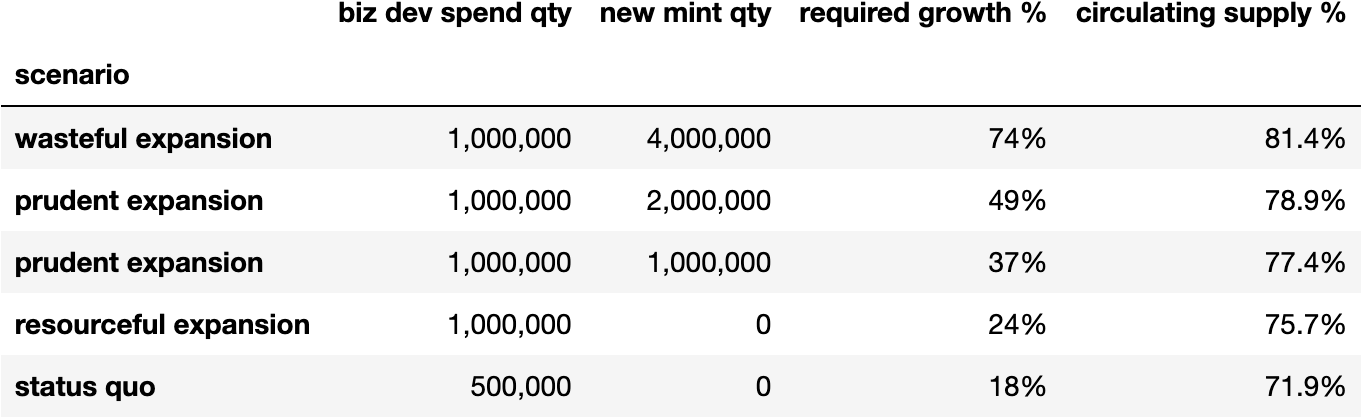 biz dev spend qty new mint qty required growth % circulating supply %
scenario
wasteful expansion 1,000,000 4,000,000 74% 81.4%
prudent expansion 1,000,000 2,000,000 49% 78.9%
prudent expansion 1,000,000 1,000,000 37% 77.4%
resourceful expansion 1,000,000 0 24% 75.7%
status quo 500,000 0 18% 71.9%